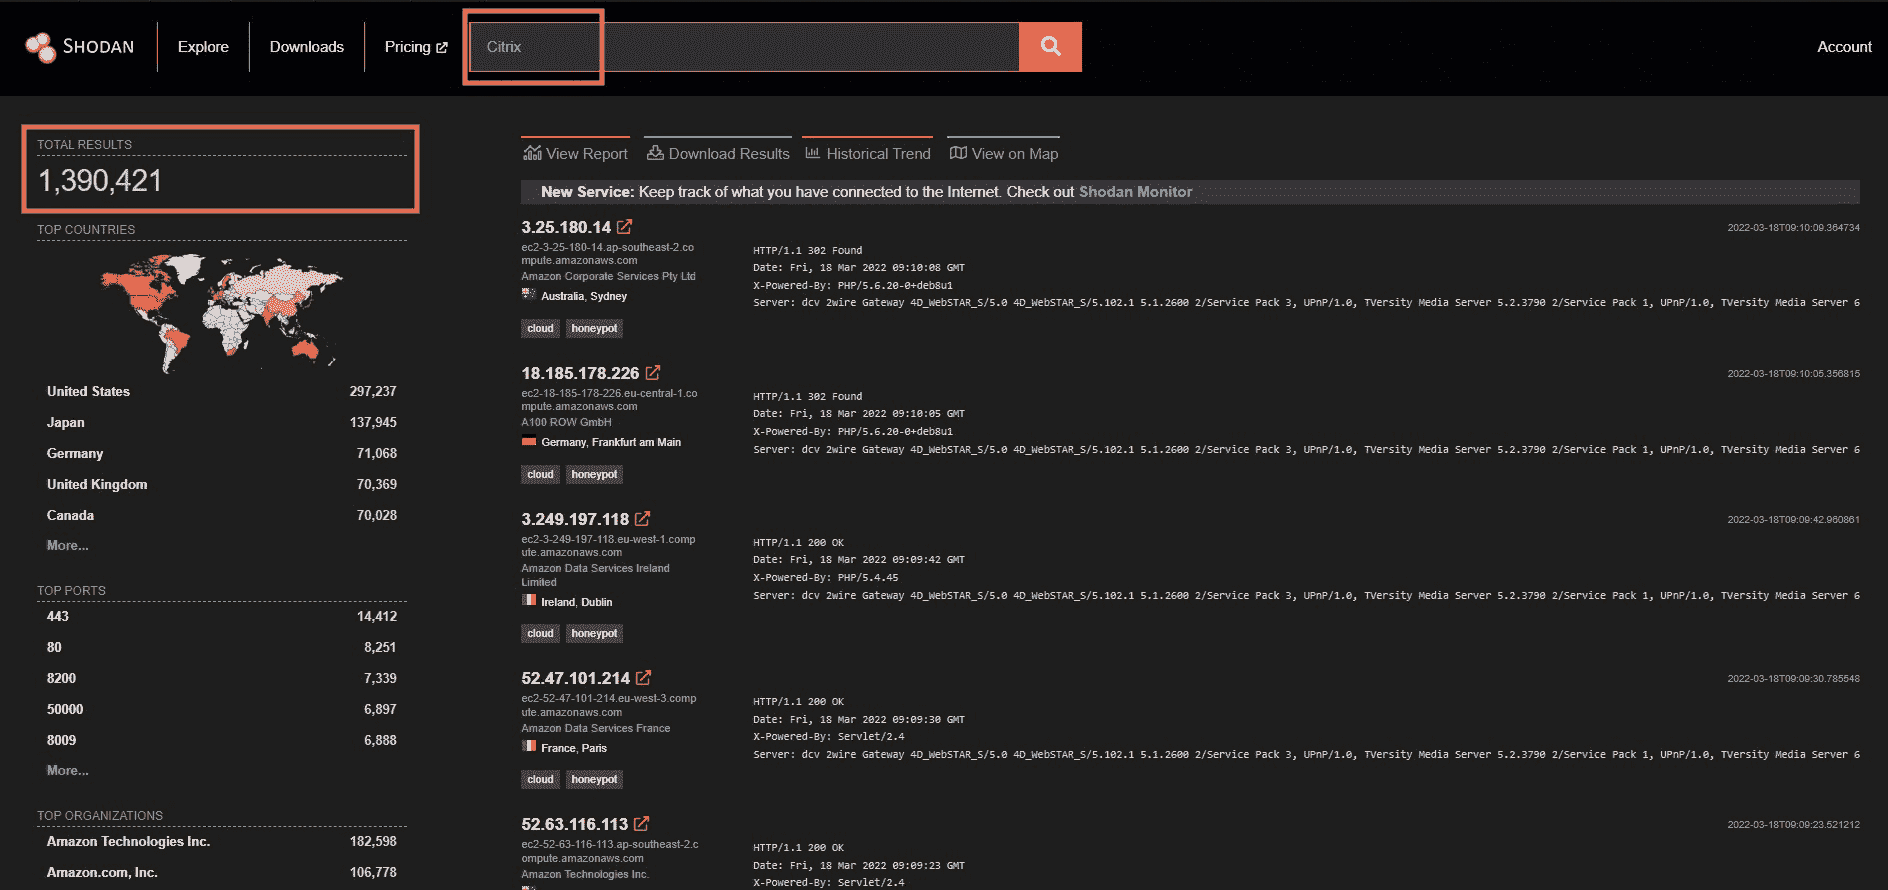 SHODAN
Explore
Downloads
Pricing
Citrix
Account
TOTAL RESULTS
1,390,421
TOP COUNTRIES
United States 297,237
Japan 137,945
Germany 71,068
United Kingdom 70,369
Canada 70,028
More...
TOP PORTS
443 14,412
80 8,251
8200 7,339
50000 6,897
8009 6,888
More...
TOP ORGANIZATIONS
Amazon Technologies Inc. 182,598
Amazon.com, Inc. 106,778
View Report
Download Results
Historical Trend
View on Map
New Service: Keep track of what you have connected to the Internet. Check out Shodan Monitor
3.25.180.14
2022-03-18T09:10:09.364734
ec2-3-25-180-14.ap-southeast-2.co
mpute.amazonaws.com
Amazon Corporate Services Pty Ltd
Australia, Sydney
cloud honeypot
HTTP/1.1 302 Found
Date: Fri, 18 Mar 2022 09:10:08 GMT
X-Powered-By: PHP/5.6.20-0+deb8u1
Server: dcv 2wire Gateway 4D_WebSTAR_S/5.0 4D_WebSTAR_S/5.102.1 5.1.2600 2/Service Pack 3, UPnP/1.0, TVersity Media Server 5.2.3790 2/Service Pack 1, UPnP/1.0, TVersity Media Server 6
18.185.178.226
2022-03-18T09:10:05.356815
ec2-18-185-178-226.eu-central-1.co
mpute.amazonaws.com
A100 ROW GmbH
Germany, Frankfurt am Main
cloud honeypot
HTTP/1.1 302 Found
Date: Fri, 18 Mar 2022 09:10:05 GMT
X-Powered-By: PHP/5.6.20-0+deb8u1
Server: dcv 2wire Gateway 4D_WebSTAR_S/5.0 4D_WebSTAR_S/5.102.1 5.1.2600 2/Service Pack 3, UPnP/1.0, TVersity Media Server 5.2.3790 2/Service Pack 1, UPnP/1.0, TVersity Media Server 6
3.249.197.118
2022-03-18T09:09:42.960861
ec2-3-249-197-118.eu-west-1.comp
ute.amazonaws.com
Amazon Data Services Ireland
Limited
Ireland, Dublin
cloud honeypot
HTTP/1.1 200 OK
Date: Fri, 18 Mar 2022 09:09:42 GMT
X-Powered-By: PHP/5.4.45
Server: dcv 2wire Gateway 4D_WebSTAR_S/5.0 4D_WebSTAR_S/5.102.1 5.1.2600 2/Service Pack 3, UPnP/1.0, TVersity Media Server 5.2.3790 2/Service Pack 1, UPnP/1.0, TVersity Media Server 6
52.47.101.214
2022-03-18T09:09:30.785548
ec2-52-47-101-214.eu-west-3.comp
ute.amazonaws.com
Amazon Data Services France
France, Paris
cloud honeypot
HTTP/1.1 200 OK
Date: Fri, 18 Mar 2022 09:09:30 GMT
X-Powered-By: Servlet/2.4
Server: dcv 2wire Gateway 4D_WebSTAR_S/5.0 4D_WebSTAR_S/5.102.1 5.1.2600 2/Service Pack 3, UPnP/1.0, TVersity Media Server 5.2.3790 2/Service Pack 1, UPnP/1.0, TVersity Media Server 6
52.63.116.113
2022-03-18T09:09:23.521212
ec2-52-63-116-113.ap-southeast-2.c
ompute.amazonaws.com
Amazon Technologies Inc.
HTTP/1.1 200 OK
Date: Fri, 18 Mar 2022 09:09:23 GMT
X-Powered-By: Servlet/2.4